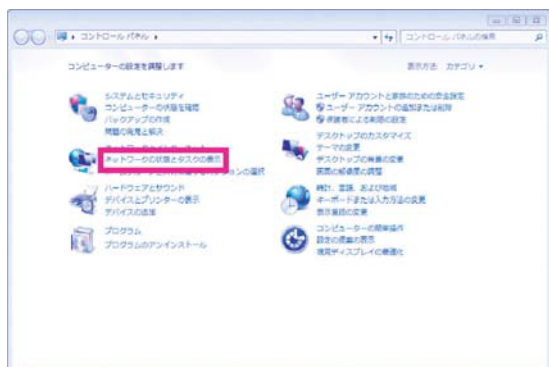 コントロール パネル
コントロール パネルの検索
コンピューターの設定を調整します
表示方法: カテゴリ
システムとセキュリティ
コンピューターの状態を確認
バックアップの作成
問題の発見と解決
ネットワークの状態とタスクの表示
ハードウェアとサウンド
デバイスとプリンターの表示
デバイスの追加
プログラム
プログラムのアンインストール
ユーザー アカウントと家族のための安全設定
ユーザー アカウントの追加または削除
保護者による制限の設定
デスクトップのカスタマイズ
テーマの変更
デスクトップの背景の変更
画面の解像度の調整
時計、言語、および地域
キーボードまたは入力方法の変更
表示言語の変更
コンピューターの簡単操作
設定の提案の表示
視覚ディスプレイの最適化